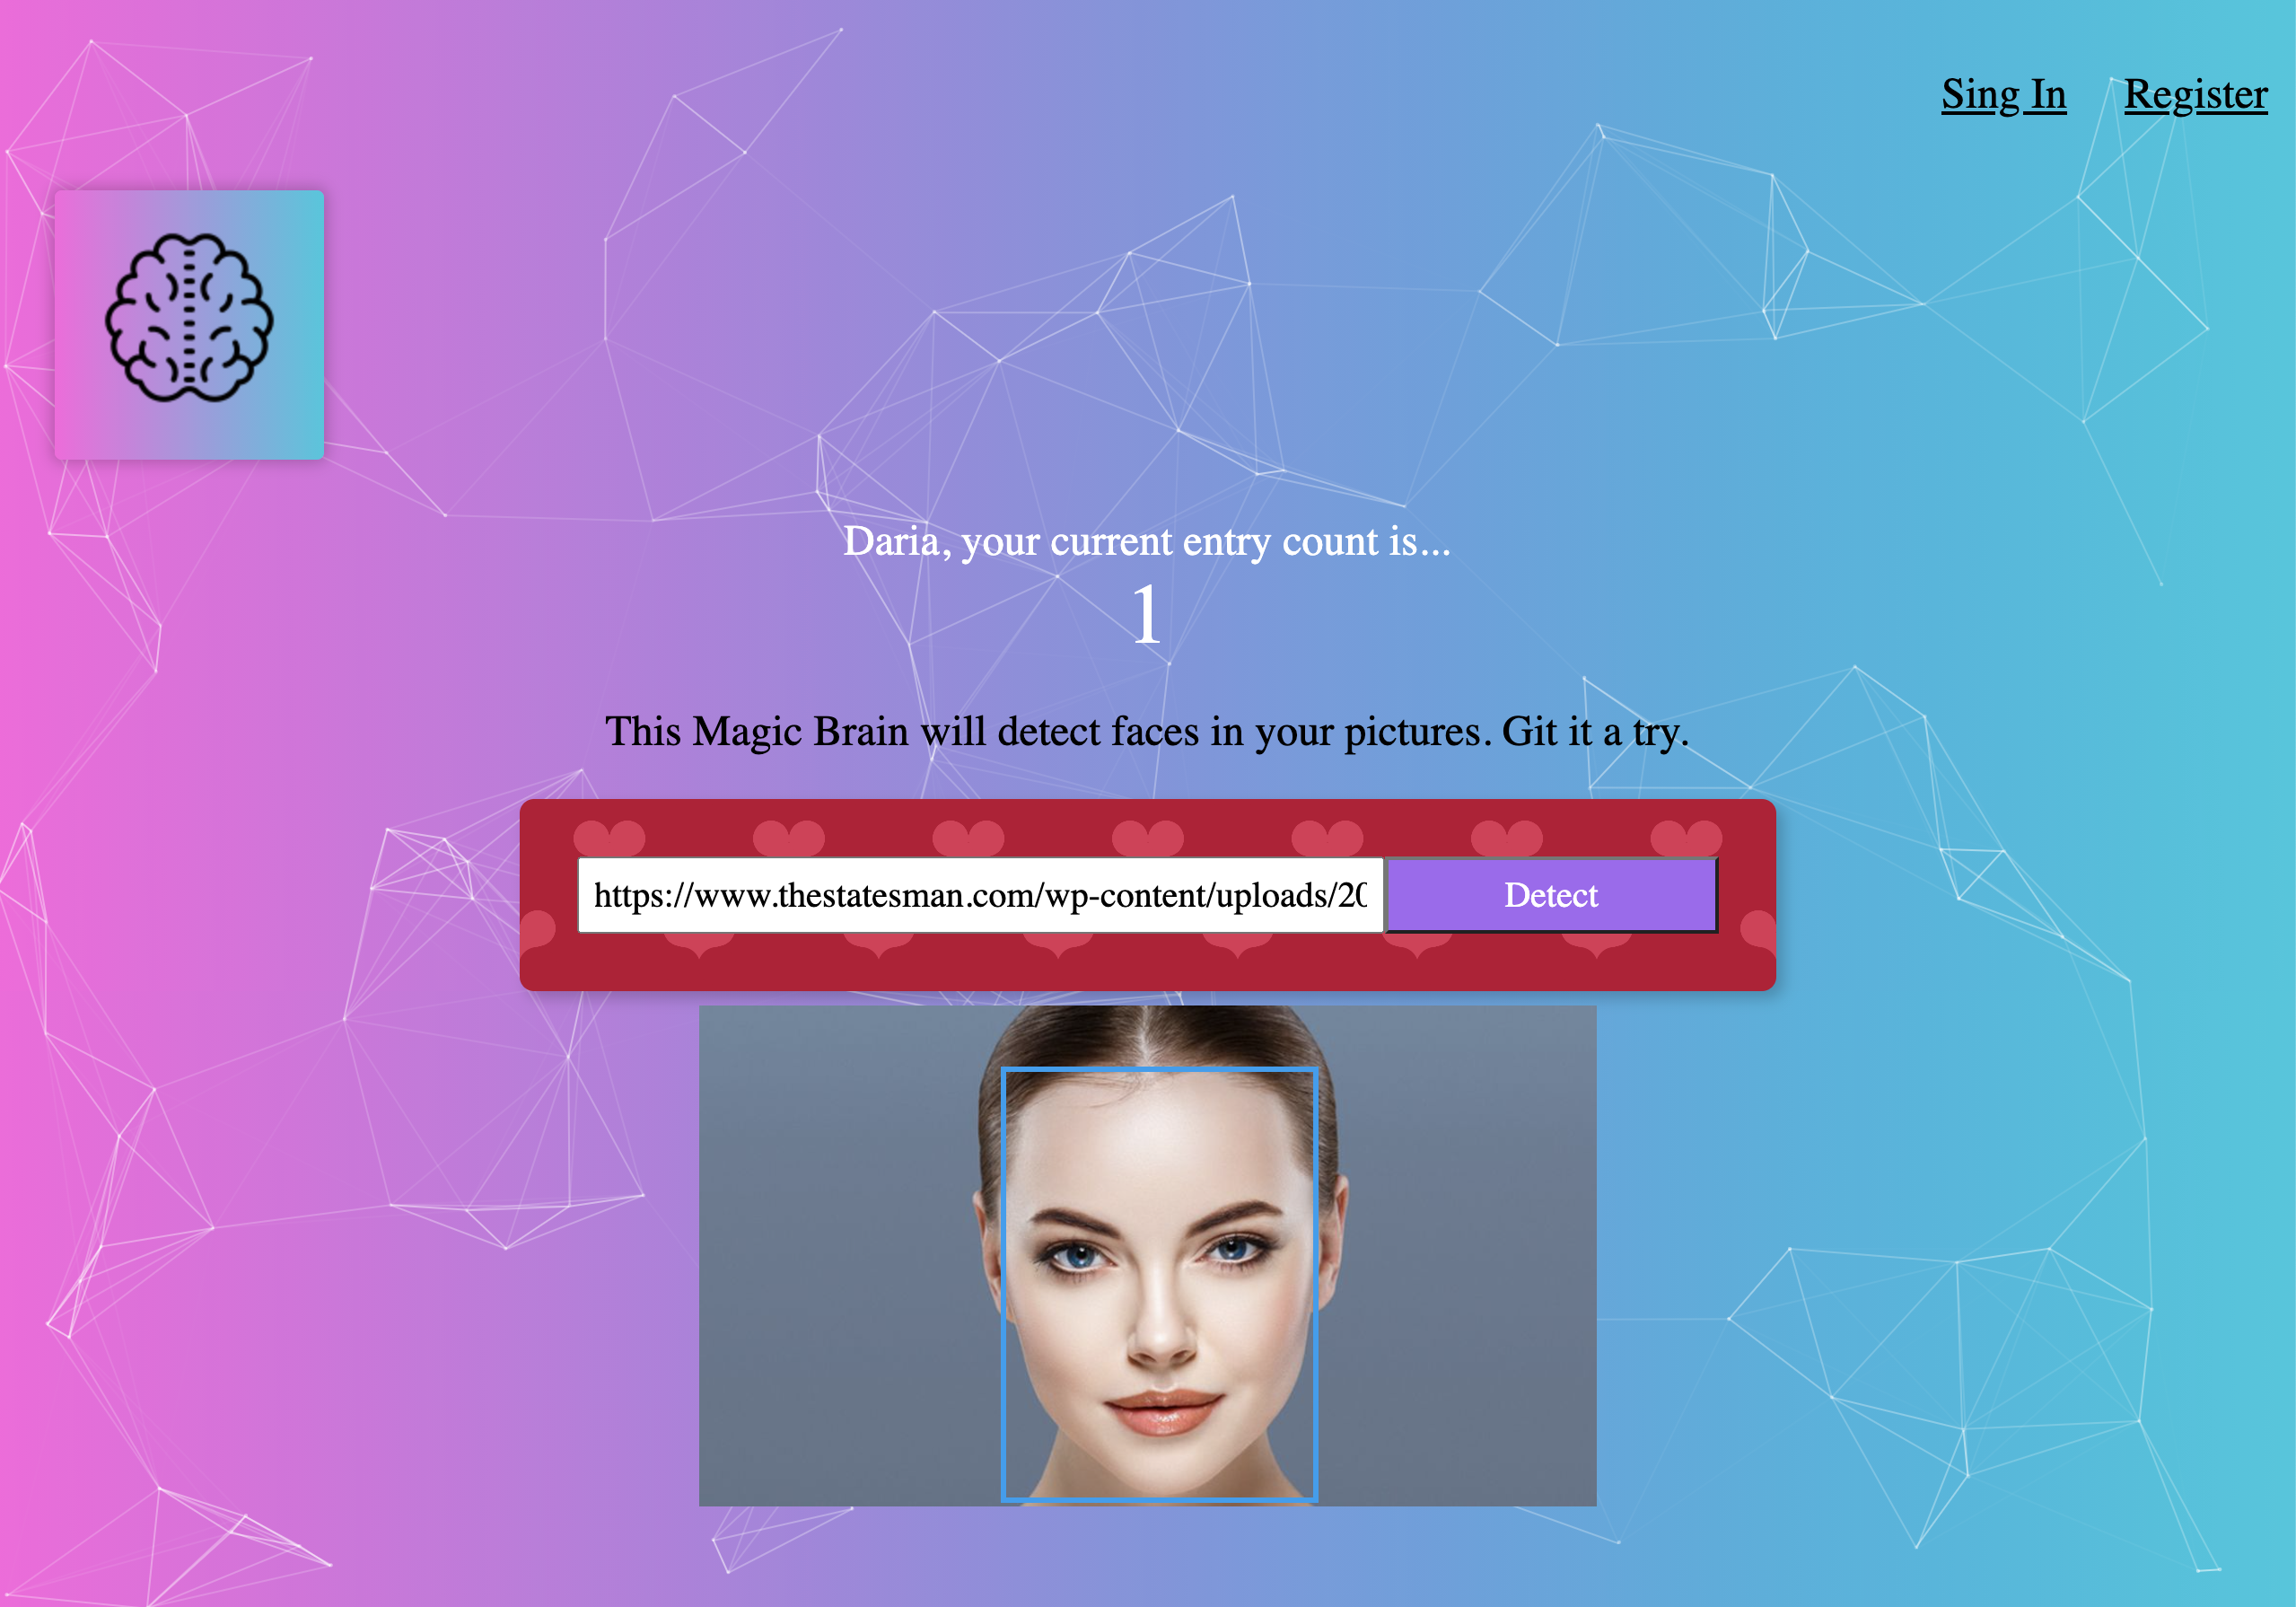 Sing In Register
Daria, your current entry count is...
1
This Magic Brain will detect faces in your pictures. Git it a try.
https://www.thestatesman.com/wp-content/uploads/20 Detect